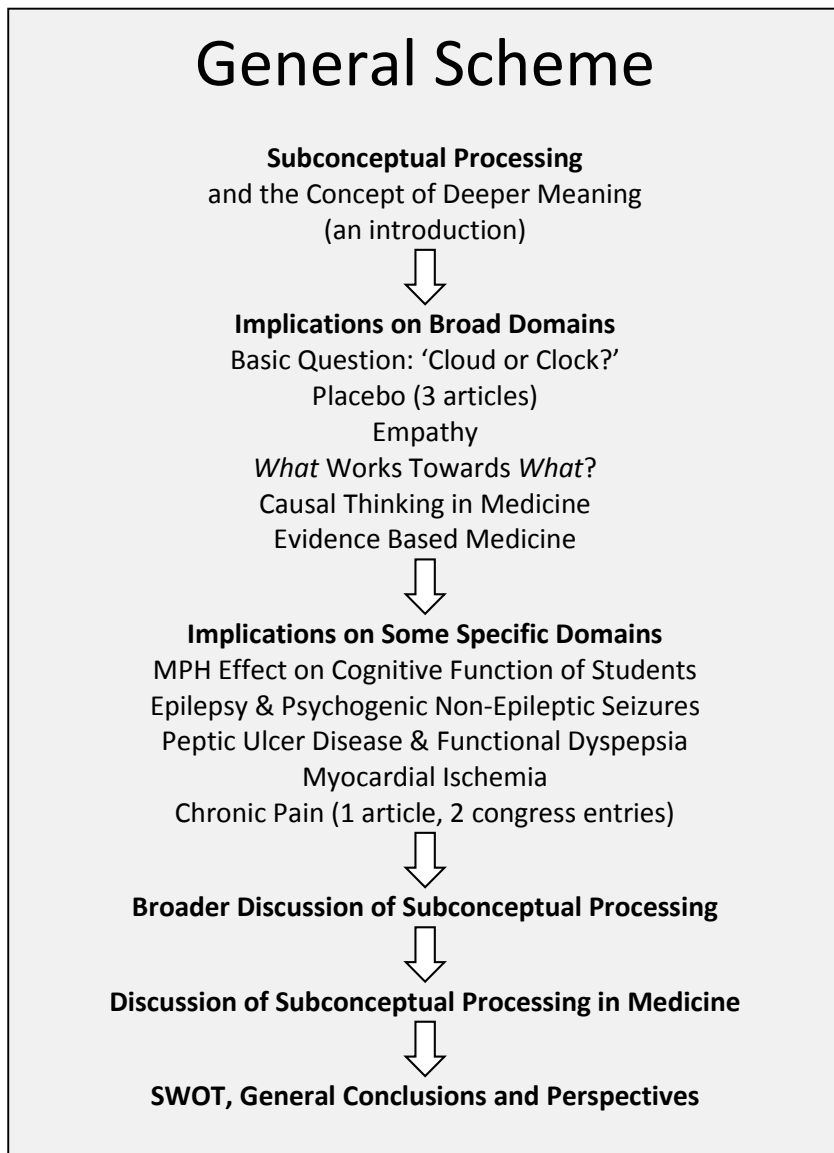 General Scheme
Subconceptual Processing
and the Concept of Deeper Meaning
(an introduction)
Implications on Broad Domains
Basic Question: ‘Cloud or Clock?’
Placebo (3 articles)
Empathy
What Works Towards What?
Causal Thinking in Medicine
Evidence Based Medicine
Implications on Some Specific Domains
MPH Effect on Cognitive Function of Students
Epilepsy & Psychogenic Non-Epileptic Seizures
Peptic Ulcer Disease & Functional Dyspepsia
Myocardial Ischemia
Chronic Pain (1 article, 2 congress entries)
Broader Discussion of Subconceptual Processing
Discussion of Subconceptual Processing in Medicine
SWOT, General Conclusions and Perspectives